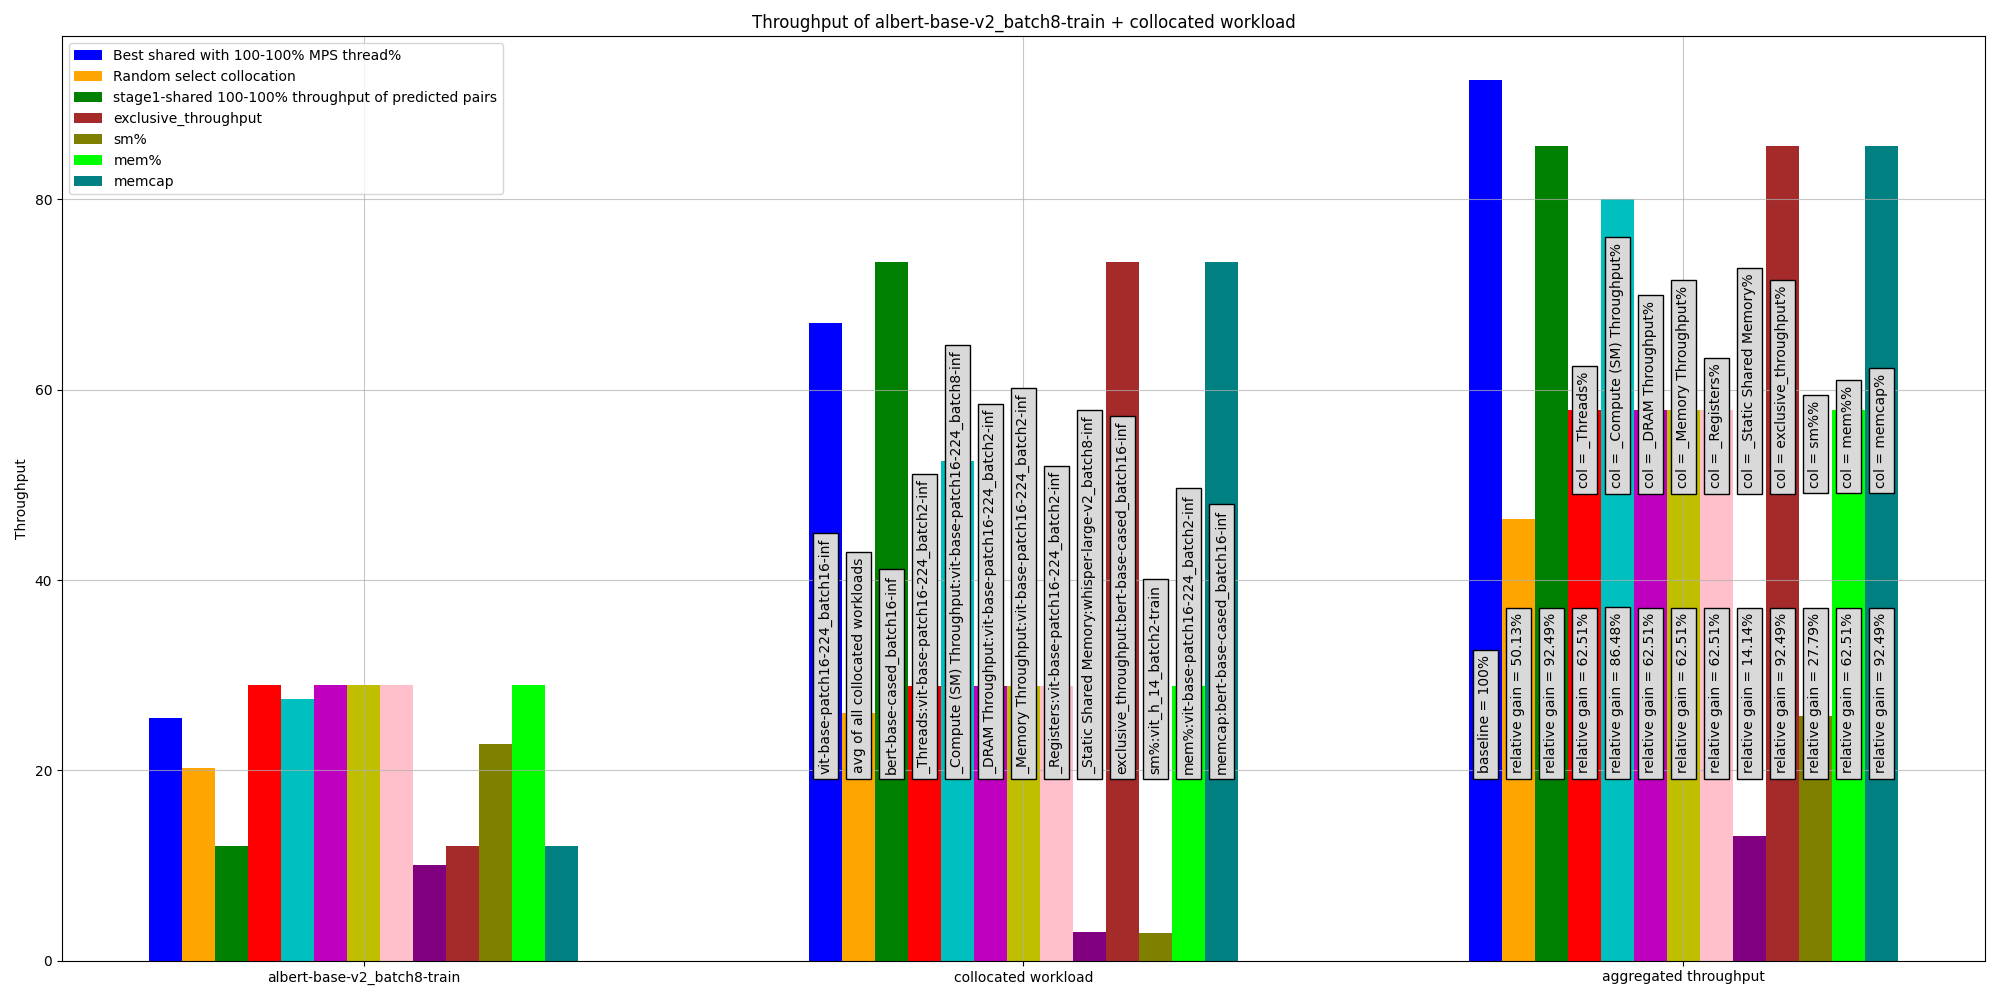 Throughput of albert-base-v2_batch8-train + collocated workload
Best shared with 100-100% MPS thread%
Random select collocation
stage1-shared 100-100% throughput of predicted pairs
exclusive_throughput
sm%
mem%
memcap
Throughput
80
60
40
20
0
vit-base-patch16-224_batch16-inf
avg of all collocated workloads
bert-base-cased_batch16-inf
_Threads:vit-base-patch16-224_batch2-inf
_Compute (SM) Throughput:vit-base-patch16-224_batch8-inf
_DRAM Throughput:vit-base-patch16-224_batch2-inf
_Memory Throughput:vit-base-patch16-224_batch2-inf
_Registers:vit-base-patch16-224_batch2-inf
_Static Shared Memory:whisper-large-v2_batch8-inf
exclusive_throughput:bert-base-cased_batch16-inf
sm%:vit_h_14_batch2-train
mem%:vit-base-patch16-224_batch2-inf
memcap:bert-base-cased_batch16-inf
col = _Threads%
col = _Compute (SM) Throughput%
col = _DRAM Throughput%
col = _Memory Throughput%
col = _Registers%
col = _Static Shared Memory%
col = exclusive_throughput%
col = sm%%
col = mem%%
col = memcap%
baseline = 100%
relative gain = 50.13%
relative gain = 92.49%
relative gain = 62.51%
relative gain = 86.48%
relative gain = 62.51%
relative gain = 62.51%
relative gain = 62.51%
relative gain = 14.14%
relative gain = 92.49%
relative gain = 27.79%
relative gain = 62.51%
relative gain = 92.49%
albert-base-v2_batch8-train
collocated workload
aggregated throughput